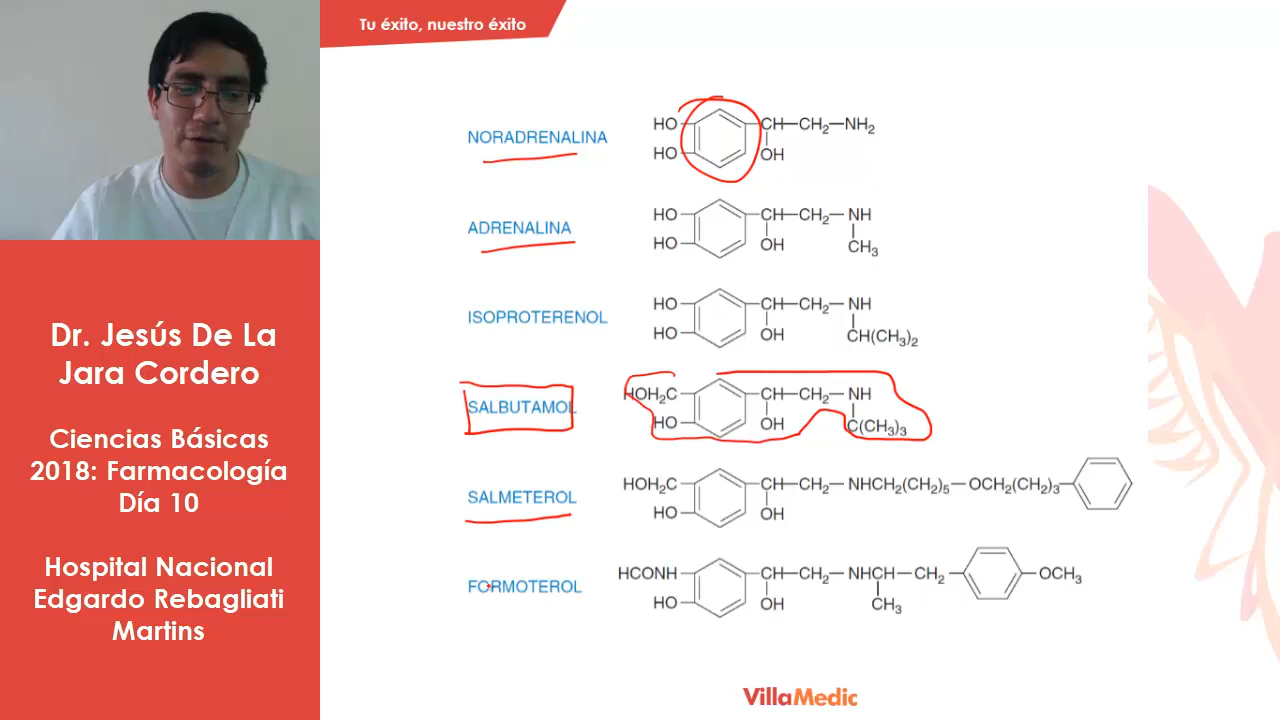 Tu éxito, nuestro éxito
Dr. Jesús De La
Jara Cordero
Ciencias Básicas
2018: Farmacología
Día 10
Hospital Nacional
Edgardo Rebagliati
Martins
NORADRENALINA
HO
HO
CH—CH₂—NH₂
OH
ADRENALINA
HO
HO
CH—CH₂—NH
OH
CH₃
ISOPROTERENOL
HO
HO
CH—CH₂—NH
OH
CH(CH₃)₂
SALBUTAMOL
HOH₂C
HO
CH—CH₂—NH
OH
C(CH₃)₃
SALMETEROL
HOH₂C
HO
CH—CH₂—NHCH₂(CH₂)₅—OCH₂(CH₂)₃
OH
FORMOTEROL
HCONH
HO
CH—CH₂—NHCH—CH₂
OCH₃
OH
CH₃
VillaMedic